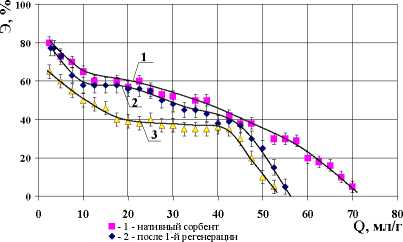 Э, %
100
80
60
40
20
0
1
2
3
0 10 20 30 40 50 60 70 80
Q, мл/г
- 1 - нативный сорбент
- 2 - после 1-й регенерации